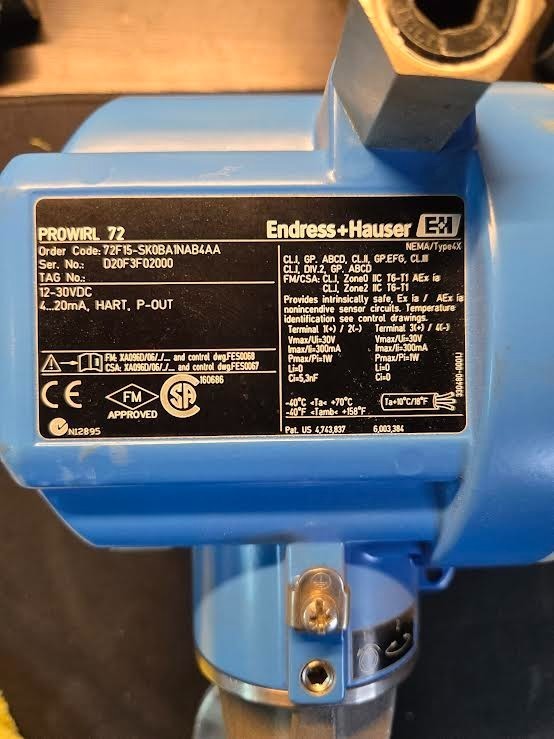 PROWIRL 72
Endress+Hauser EH
NEMA/Type4X
Order Code: 72F15-SK0BA1NAB4AA
Ser. No.: D20F3F02000
TAG No.:
12-30VDC
4...20mA, HART, P-OUT
CL.I, GP. ABCD, CL.II, GP.EFG, CL.III
CL.I, DIV.2, GP. ABCD
FM/CSA: CL.I, Zone0 IIC T6-T1 AEx ia
CL.I, Zone2 IIC T6-T1
Provides intrinsically safe, Ex ia / AEx ia
nonincendive sensor circuits. Temperature
identification see control drawings.
Terminal 1(+) / 2(-) Terminal 3(+) / 4(-)
Vmax/Ui=30V Vmax/Ui=30V
Imax/Ii=300mA Imax/Ii=300mA
Pmax/Pi=1W Pmax/Pi=1W
Li=0 Li=0
Ci=5,3nF Ci=0
FM: XA096D/06/../.. and control dwg.FES0068
CSA: XA096D/06/../.. and control dwg.FES0067
CE
FM
APPROVED
SA
160686
N12895
-40°C <Ta< +70°C
-40°F <Tamb< +158°F
Ta+10°C/18°F
Pat. US 4,743,837 6,003,384
330480-0001J